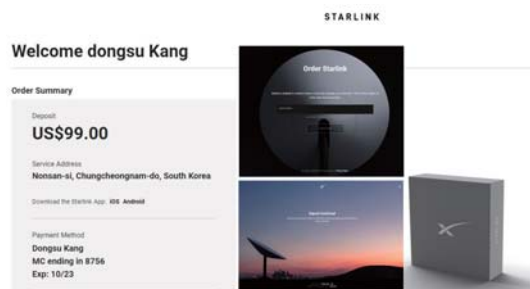 STARLINK
Welcome dongsu Kang
Order Summary
Deposit
US$99.00
Service Address
Nonsan-si, Chungcheongnam-do, South Korea
Download the Starlink App: iOS Android
Payment Method
Dongsu Kang
MC ending in 8756
Exp: 10/23
Order Starlink